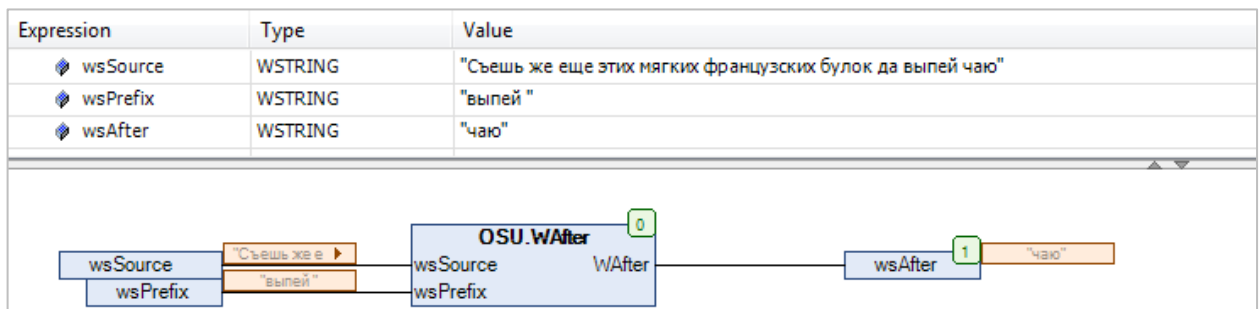 Expression Type Value
wsSource WSTRING "Съешь же еще этих мягких французских булок да выпей чаю"
wsPrefix WSTRING "выпей "
wsAfter WSTRING "чаю"
0
OSU.WAfter
"Съешь же е
wsSource wsSource WAfter wsAfter 1 "чаю"
"выпей "
wsPrefix wsPrefix